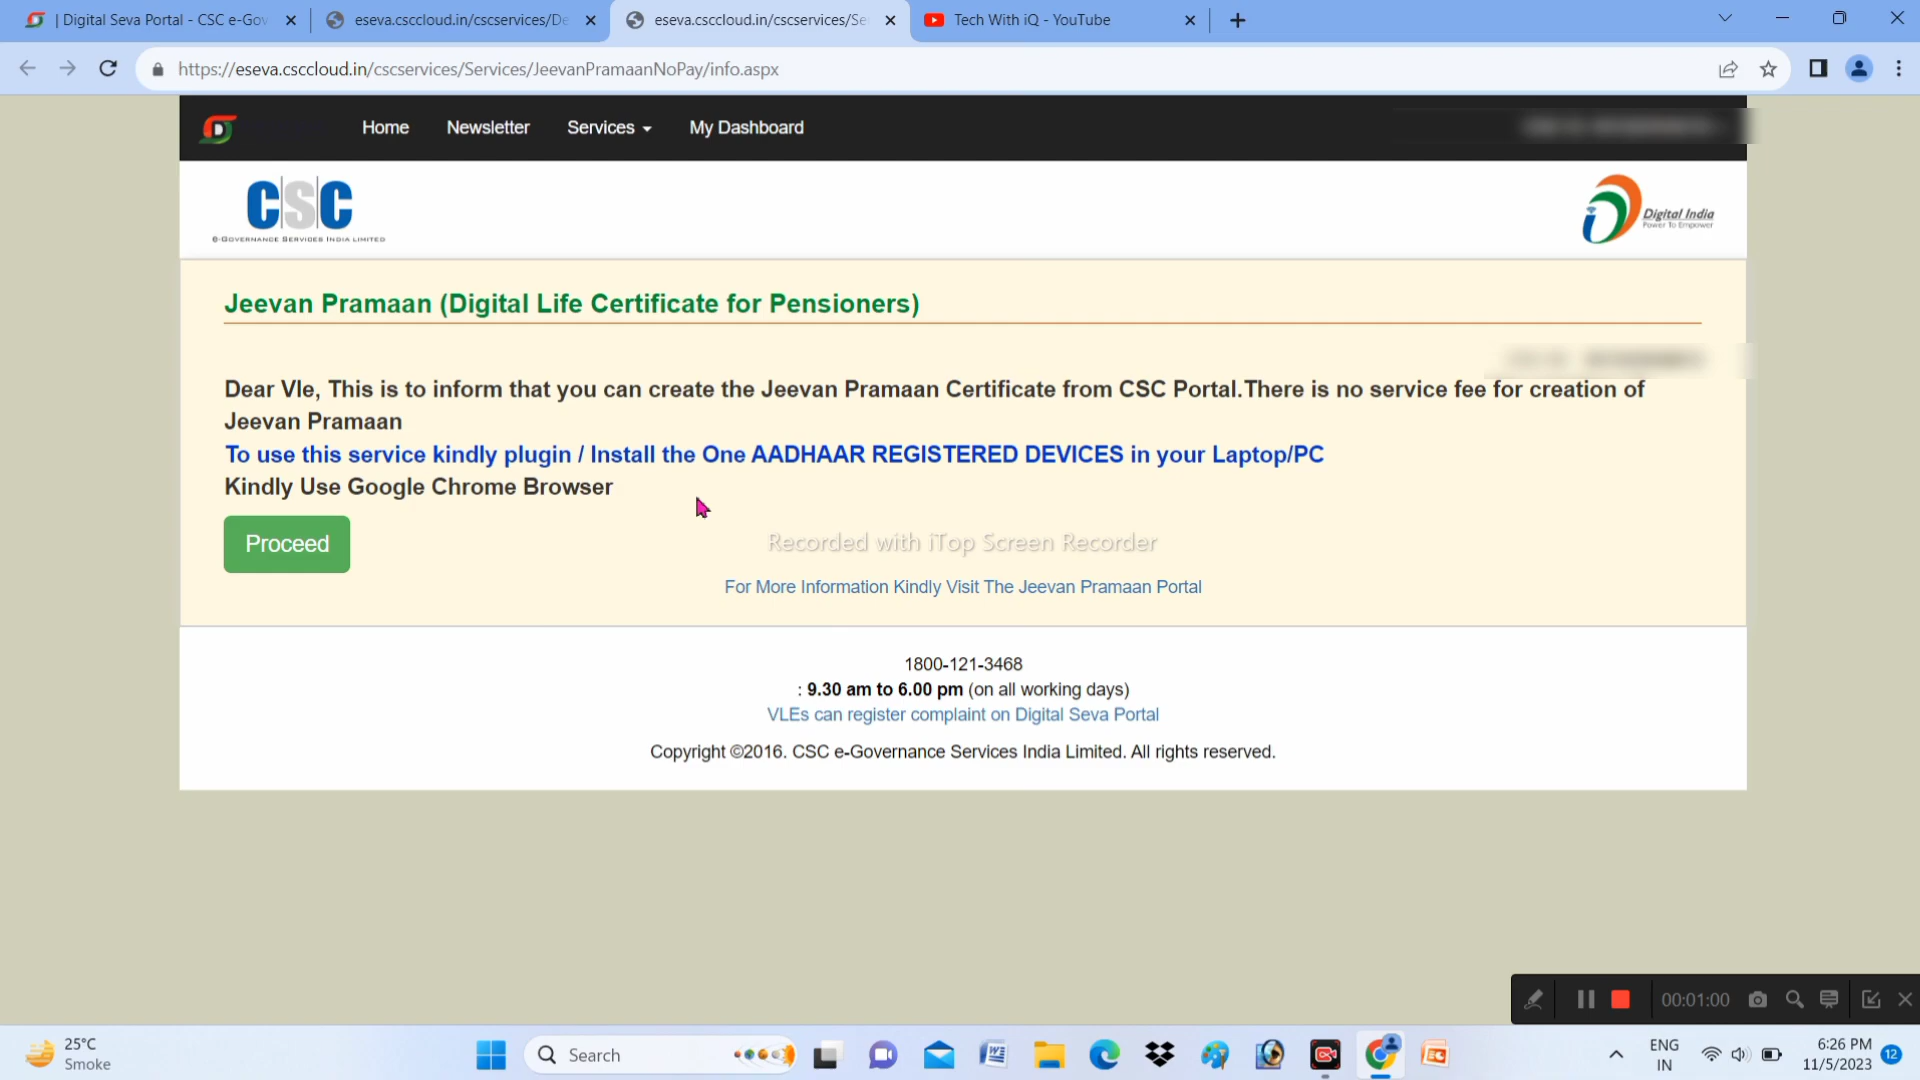 | Digital Seva Portal - CSC e-Gov
eseva.csccloud.in/cscservices/De
eseva.csccloud.in/cscservices/Se
Tech With iQ - YouTube
https://eseva.csccloud.in/cscservices/Services/JeevanPramaanNoPay/info.aspx
Home
Newsletter
Services
My Dashboard
CSC
e-Governance Services India Limited
Digital India
Power To Empower
Jeevan Pramaan (Digital Life Certificate for Pensioners)
Dear Vle, This is to inform that you can create the Jeevan Pramaan Certificate from CSC Portal.There is no service fee for creation of
Jeevan Pramaan
To use this service kindly plugin / Install the One AADHAAR REGISTERED DEVICES in your Laptop/PC
Kindly Use Google Chrome Browser
Proceed
Recorded with iTop Screen Recorder
For More Information Kindly Visit The Jeevan Pramaan Portal
1800-121-3468
: 9.30 am to 6.00 pm (on all working days)
VLEs can register complaint on Digital Seva Portal
Copyright ©2016. CSC e-Governance Services India Limited. All rights reserved.
00:01:00
25°C
Smoke
Search
ENG
IN
6:26 PM
11/5/2023
12